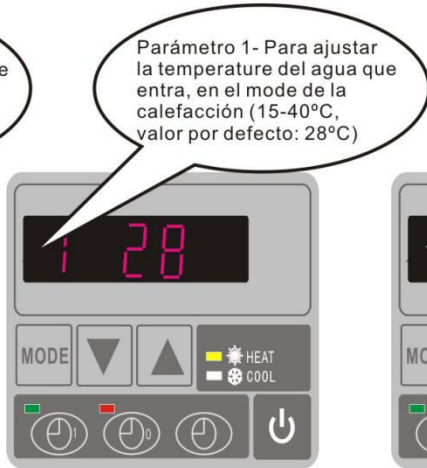 e
Parámetro 1- Para ajustar
la temperature del agua que
entra, en el mode de la
calefacción (15-40ºC,
valor por defecto: 28ºC)
1 28
MODE
HEAT
COOL
MO
1
0